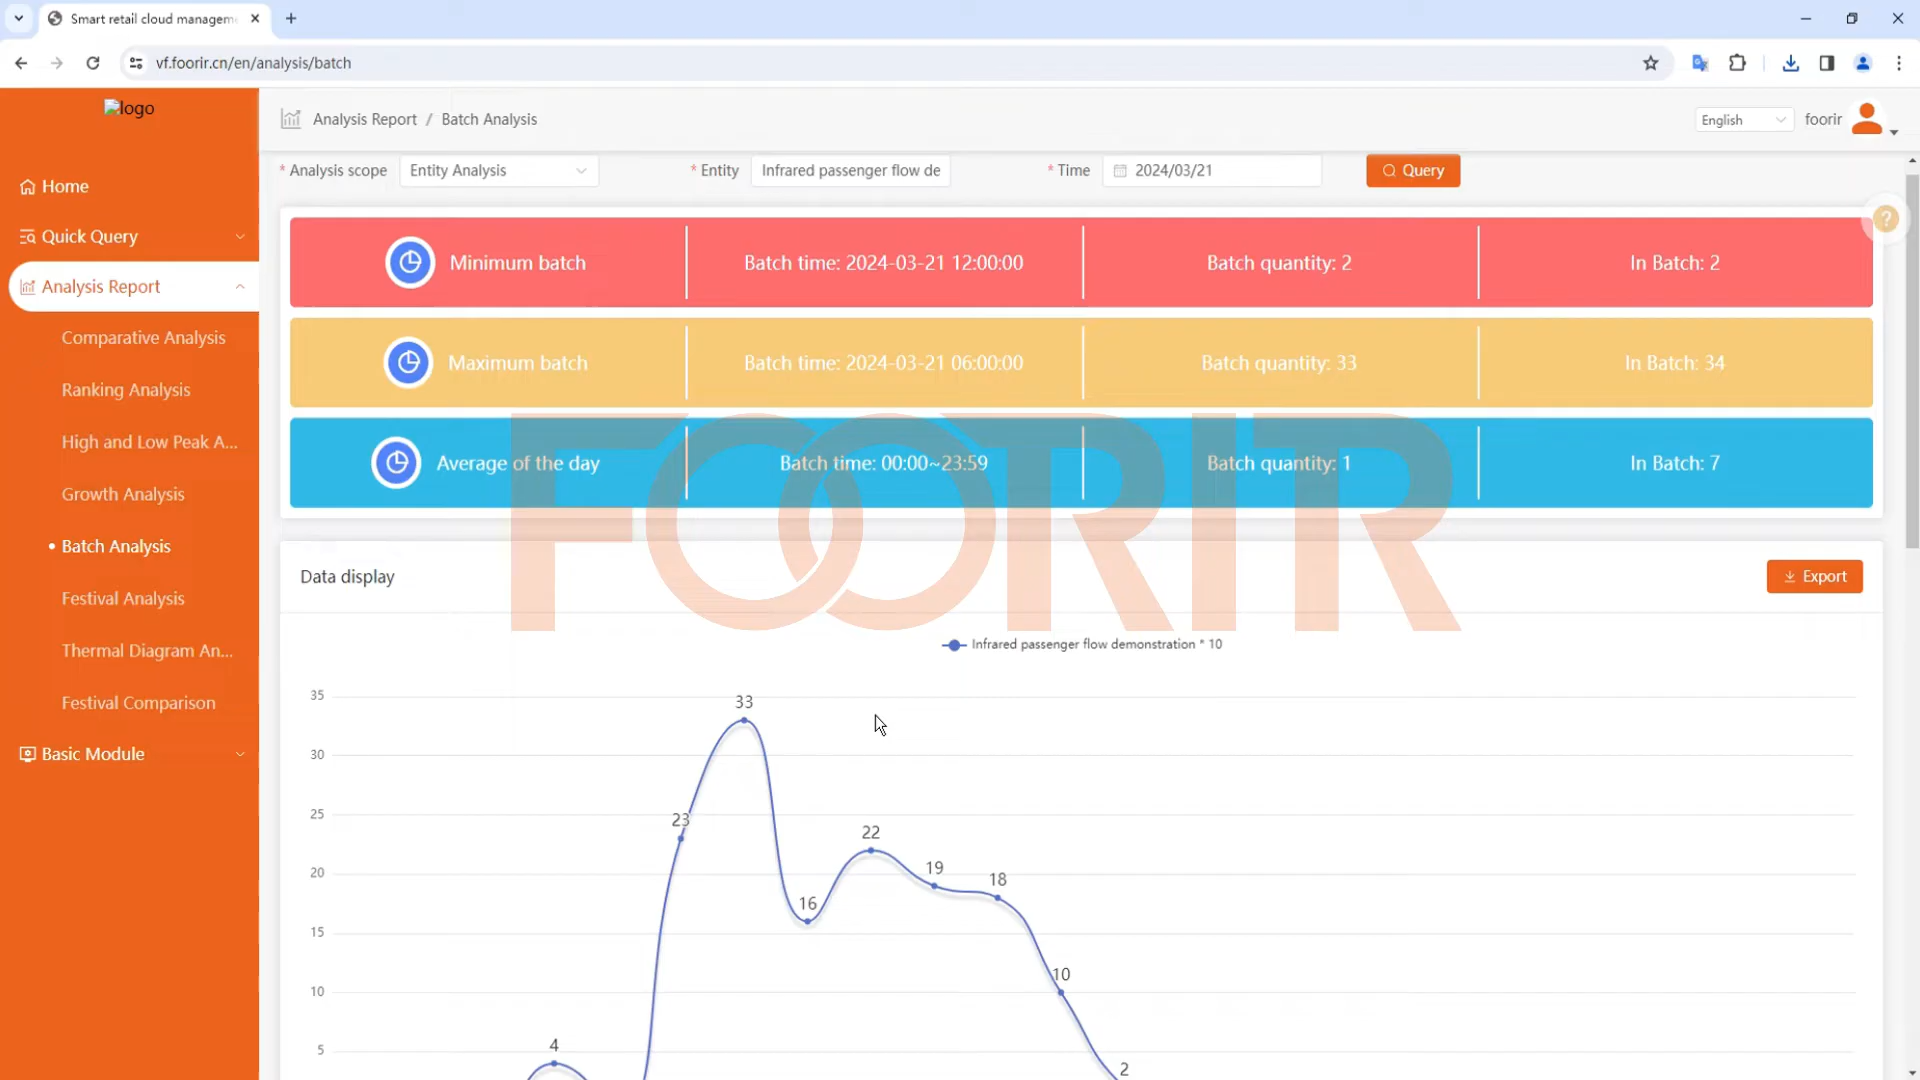 Smart retail cloud managem
vf.foorir.cn/en/analysis/batch
logo
Analysis Report / Batch Analysis
English
foorir
* Analysis scope Entity Analysis * Entity Infrared passenger flow de * Time 2024/03/21 Query
Home
Quick Query
Analysis Report
Comparative Analysis
Ranking Analysis
High and Low Peak A...
Growth Analysis
Batch Analysis
Festival Analysis
Thermal Diagram An...
Festival Comparison
Basic Module
Minimum batch Batch time: 2024-03-21 12:00:00 Batch quantity: 2 In Batch: 2
?
Maximum batch Batch time: 2024-03-21 06:00:00 Batch quantity: 33 In Batch: 34
Average of the day Batch time: 00:00~23:59 Batch quantity: 1 In Batch: 7
FOORIR
Data display Export
Infrared passenger flow demonstration * 10
35
33
30
25
23
22
20
19
18
16
15
10
10
5
4
2